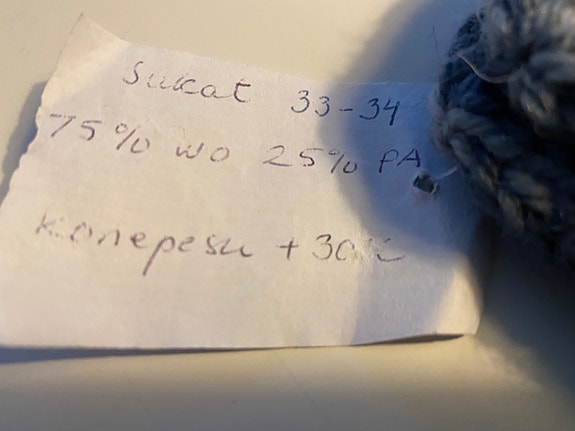 Sukat 33-34
75% WO 25% PA
Konepesu +30°C